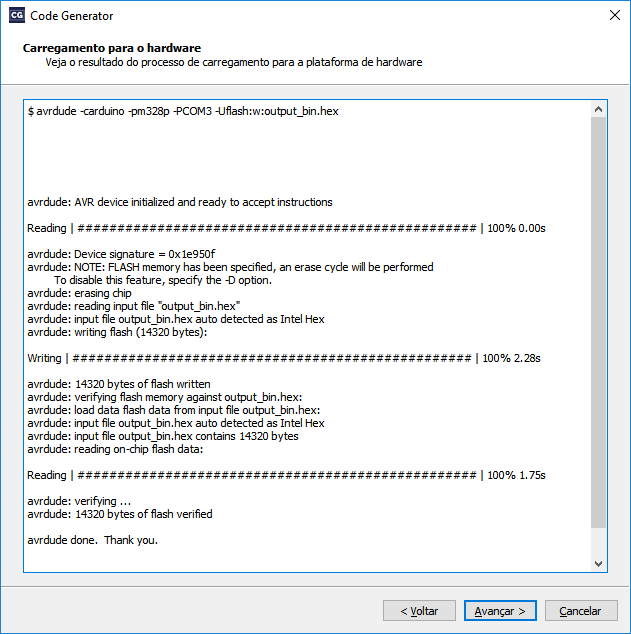 CG Code Generator
Carregamento para o hardware
Veja o resultado do processo de carregamento para a plataforma de hardware
$ avrdude -carduino -pm328p -PCOM3 -Uflash:w:output_bin.hex
avrdude: AVR device initialized and ready to accept instructions
Reading | ################################################## | 100% 0.00s
avrdude: Device signature = 0x1e950f
avrdude: NOTE: FLASH memory has been specified, an erase cycle will be performed
To disable this feature, specify the -D option.
avrdude: erasing chip
avrdude: reading input file "output_bin.hex"
avrdude: input file output_bin.hex auto detected as Intel Hex
avrdude: writing flash (14320 bytes):
Writing | ################################################## | 100% 2.28s
avrdude: 14320 bytes of flash written
avrdude: verifying flash memory against output_bin.hex:
avrdude: load data flash data from input file output_bin.hex:
avrdude: input file output_bin.hex auto detected as Intel Hex
avrdude: input file output_bin.hex contains 14320 bytes
avrdude: reading on-chip flash data:
Reading | ################################################## | 100% 1.75s
avrdude: verifying ...
avrdude: 14320 bytes of flash verified
avrdude done.  Thank you.
< Voltar Avançar > Cancelar